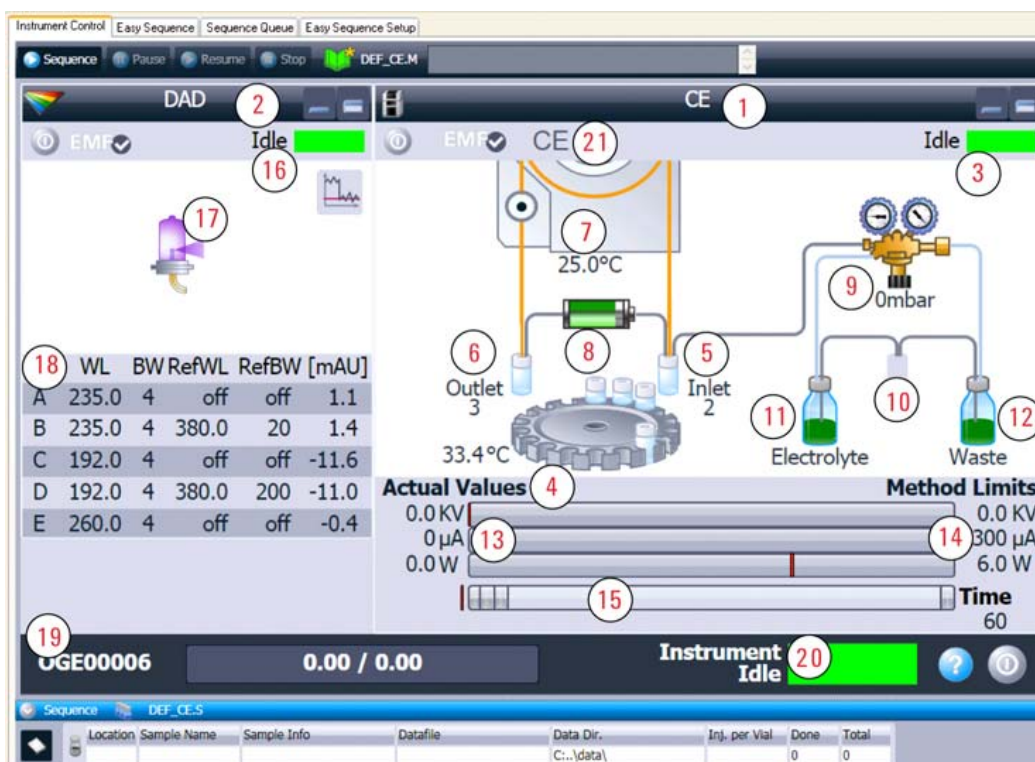 Instrument Control Easy Sequence Sequence Queue Easy Sequence Setup
Sequence Pause Resume Stop DEF_CE.M
DAD 2 CE 1
EMF Idle EMF CE 21 Idle
16 3
17
7
25.0°C
9
0mbar
6 8 5
Outlet Inlet
3 2
10
11 12
33.4°C Electrolyte Waste
18 WL BW RefWL RefBW [mAU]
A 235.0 4 off off 1.1
B 235.0 4 380.0 20 1.4
C 192.0 4 off off -11.6
D 192.0 4 380.0 200 -11.0
E 260.0 4 off off -0.4
Actual Values 4 Method Limits
0.0 KV 0.0 KV
0 µA 13 14 300 µA
0.0 W 6.0 W
15 Time
60
19
OGE00006 0.00 / 0.00 Instrument 20
Idle
Sequence DEF_CE.S
Location Sample Name Sample Info Datafile Data Dir. Inj. per Vial Done Total
C:..\data\ 0 0